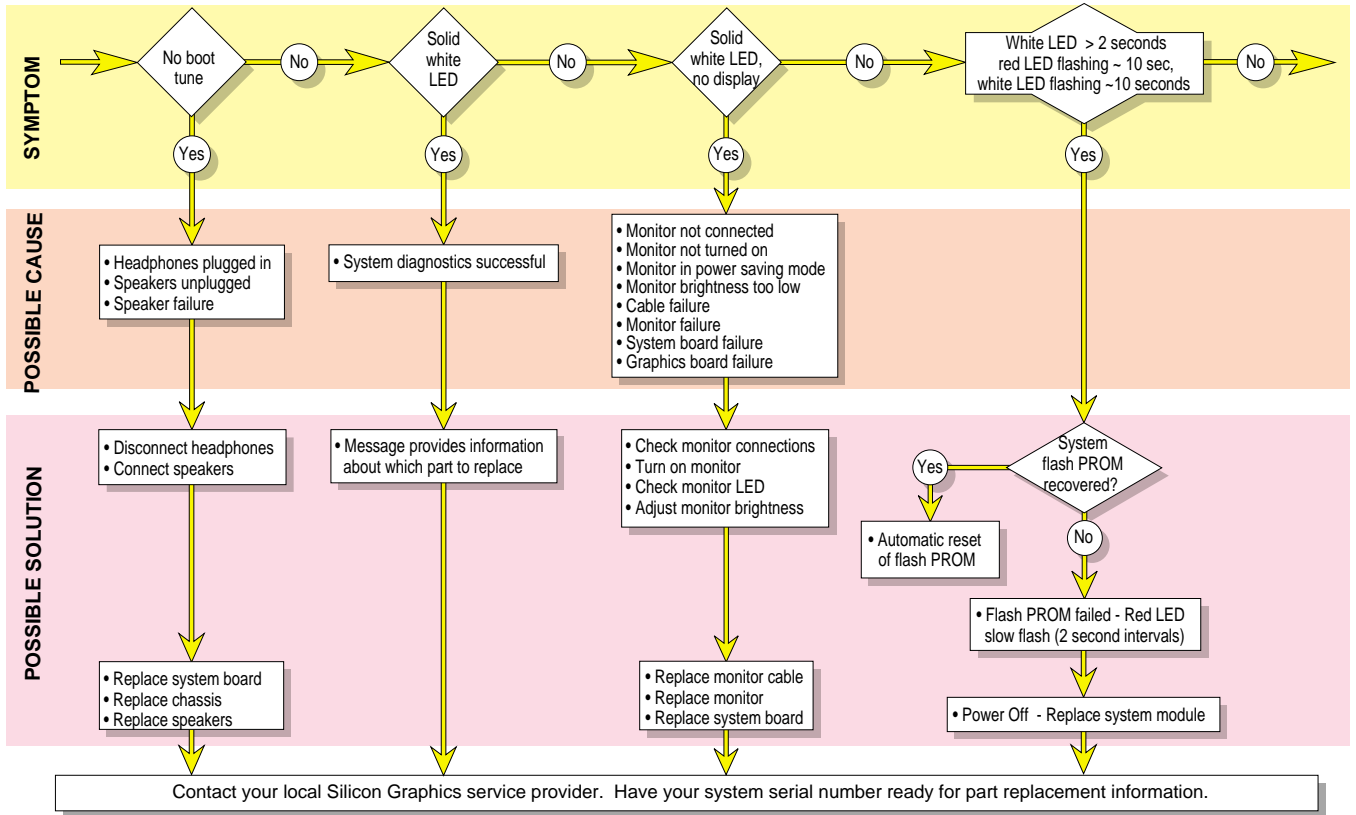 SYMPTOM
No boot
tune
No
Solid
white
LED
No
Solid
white LED,
no display
No
White LED > 2 seconds
red LED flashing ~ 10 sec,
white LED flashing ~10 seconds
No
Yes
Yes
Yes
Yes
POSSIBLE CAUSE
• Headphones plugged in
• Speakers unplugged
• Speaker failure
• System diagnostics successful
• Monitor not connected
• Monitor not turned on
• Monitor in power saving mode
• Monitor brightness too low
• Cable failure
• Monitor failure
• System board failure
• Graphics board failure
POSSIBLE SOLUTION
• Disconnect headphones
• Connect speakers
• Message provides information
about which part to replace
• Check monitor connections
• Turn on monitor
• Check monitor LED
• Adjust monitor brightness
System
flash PROM
recovered?
Yes
• Automatic reset
of flash PROM
No
• Flash PROM failed - Red LED
slow flash (2 second intervals)
• Replace system board
• Replace chassis
• Replace speakers
• Replace monitor cable
• Replace monitor
• Replace system board
• Power Off - Replace system module
Contact your local Silicon Graphics service provider. Have your system serial number ready for part replacement information.